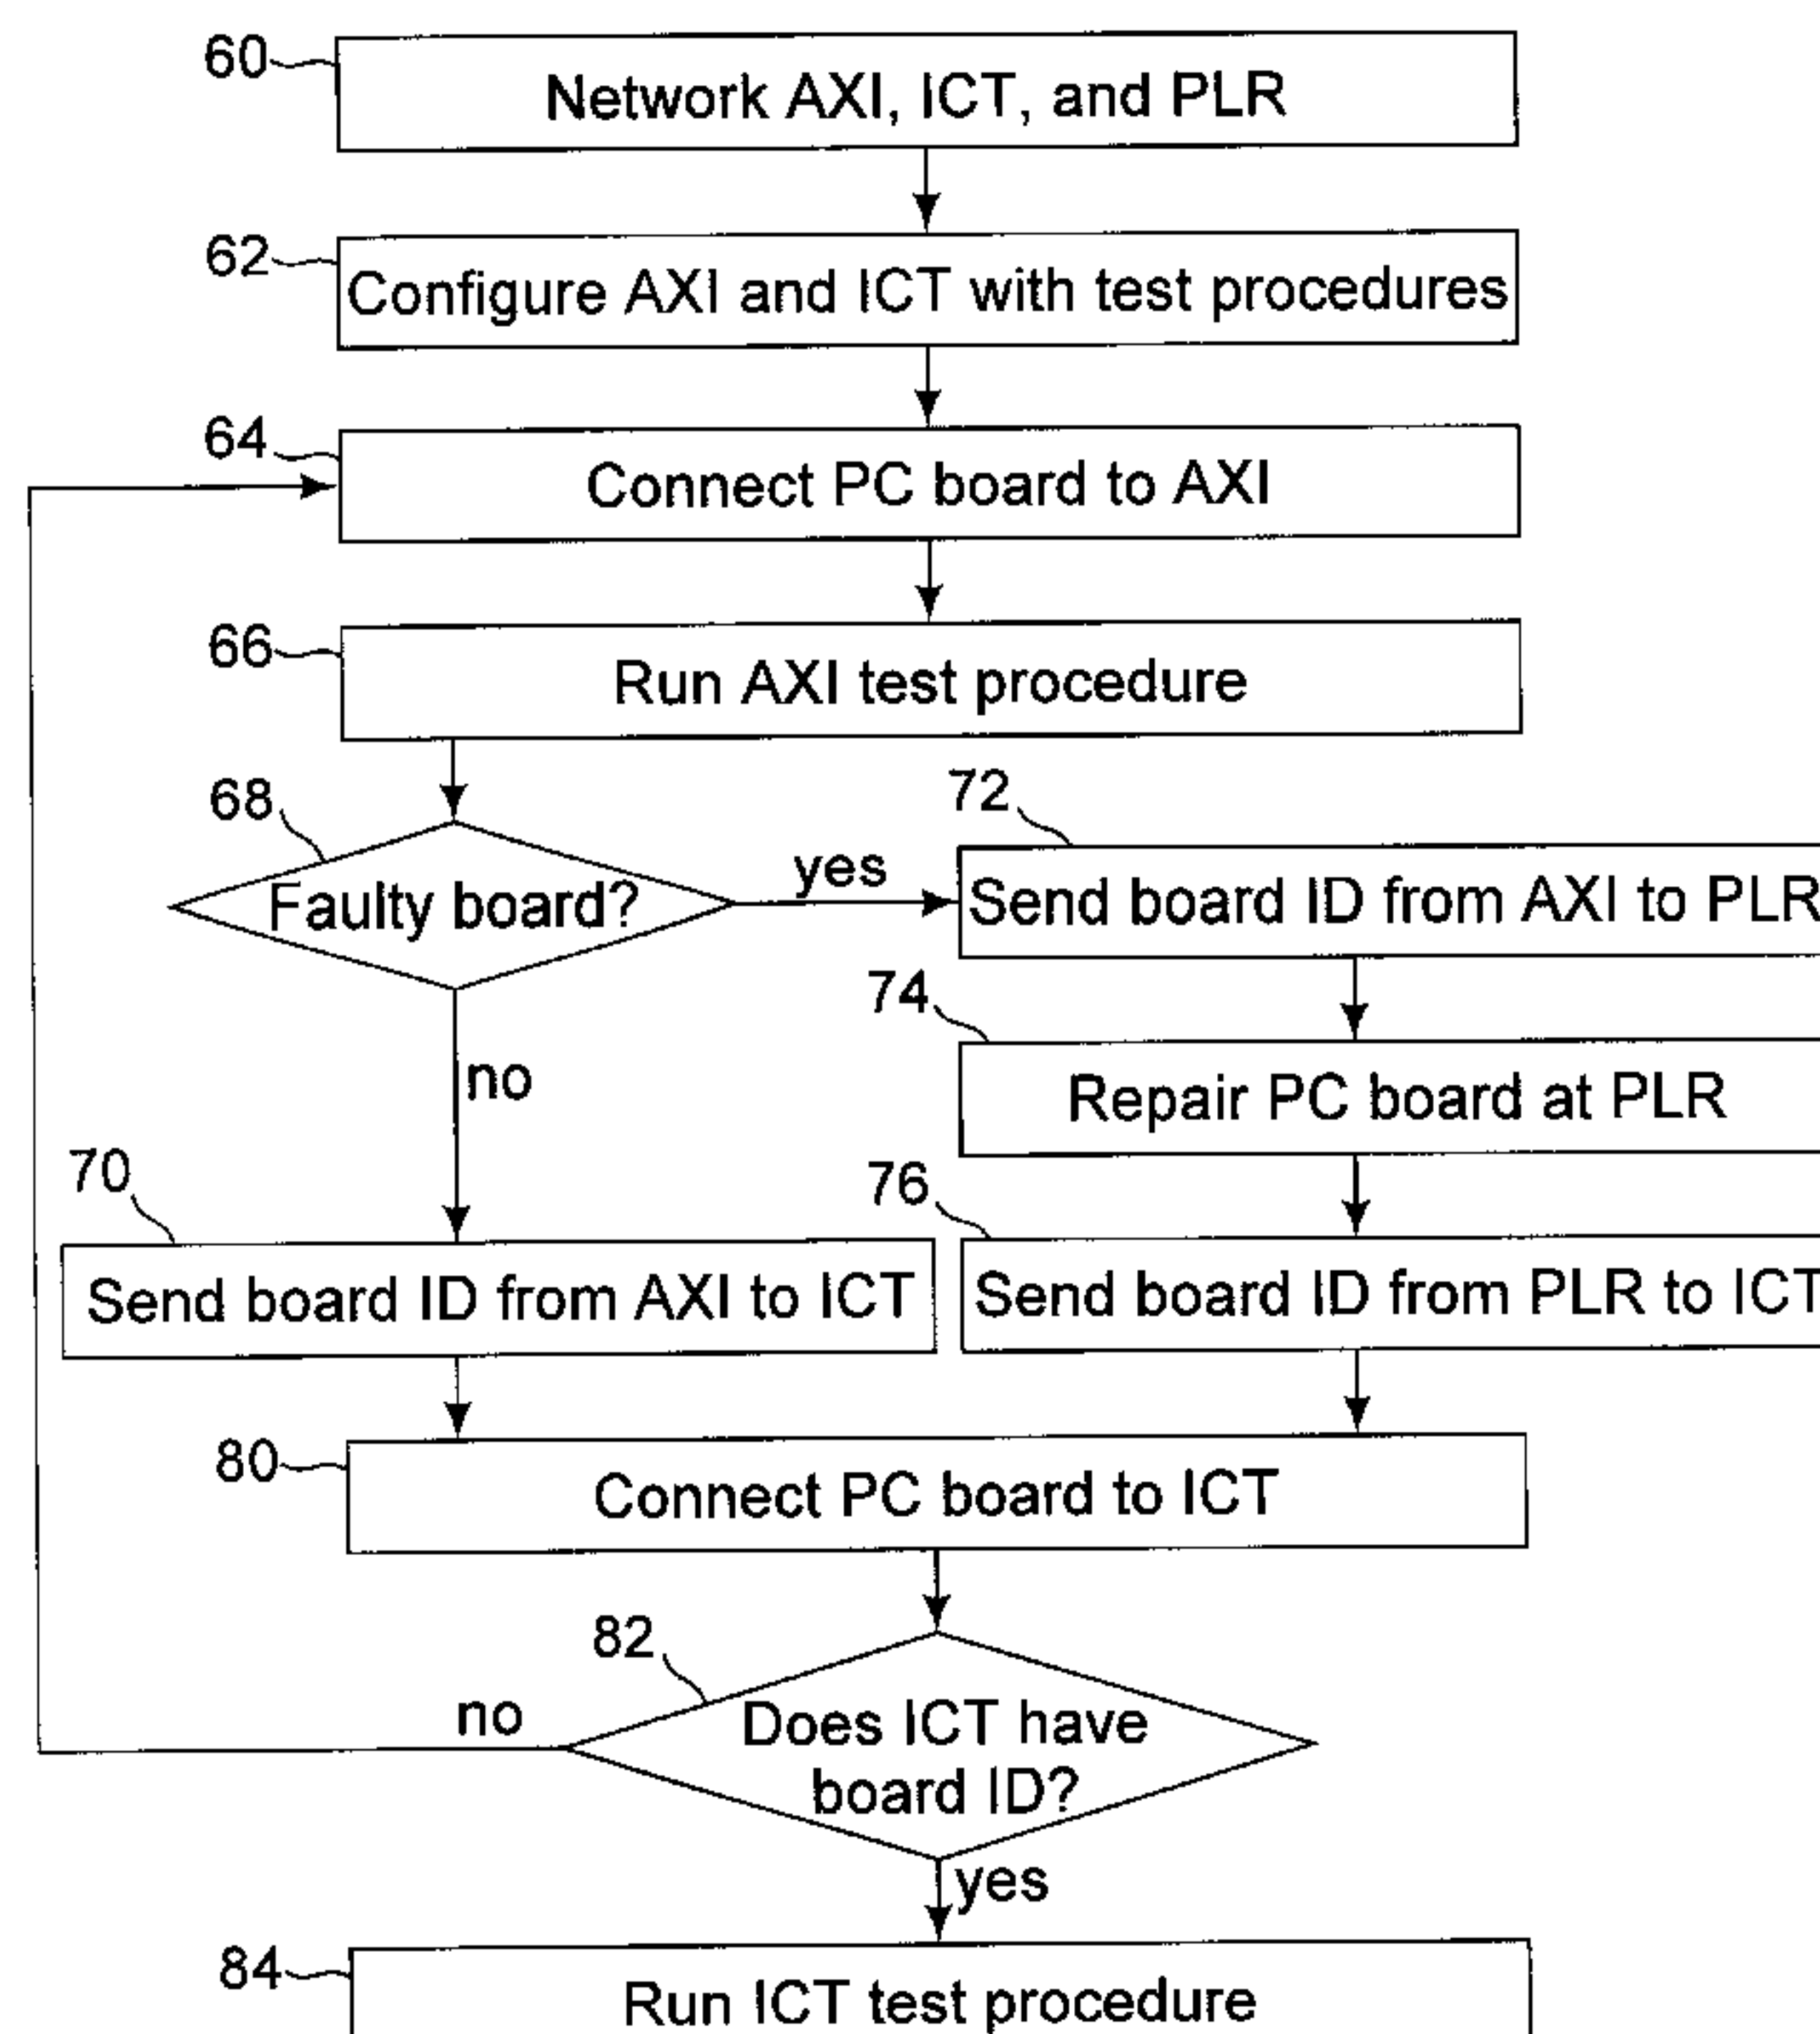 60
Network AXI, ICT, and PLR
62
Configure AXI and ICT with test procedures
64
Connect PC board to AXI
66
Run AXI test procedure
68
Faulty board?
yes
72
Send board ID from AXI to PLR
74
Repair PC board at PLR
no
70
Send board ID from AXI to ICT
76
Send board ID from PLR to ICT
80
Connect PC board to ICT
82
Does ICT have
board ID?
no
yes
84
Run ICT test procedure